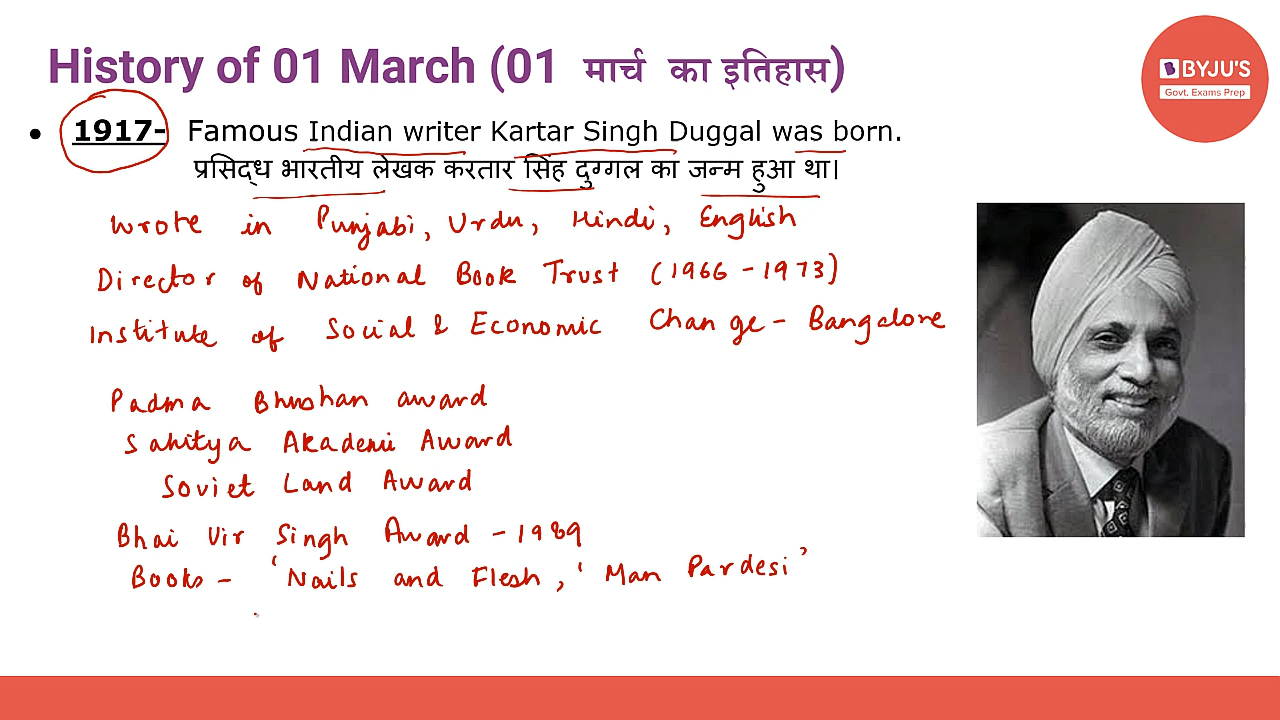 History of 01 March (01 मार्च का इतिहास)
BYJU'S
Govt. Exams Prep
• 1917- Famous Indian writer Kartar Singh Duggal was born.
प्रसिद्ध भारतीय लेखक करतार सिंह दुग्गल का जन्म हुआ था।
Wrote in Punjabi, Urdu, Hindi, English
Director of National Book Trust (1966 - 1973)
Institute of Social & Economic Change - Bangalore
Padma Bhushan award
Sahitya Akademi Award
Soviet Land Award
Bhai Vir Singh Award - 1989
Books - 'Nails and Flesh,' Man Pardesi'